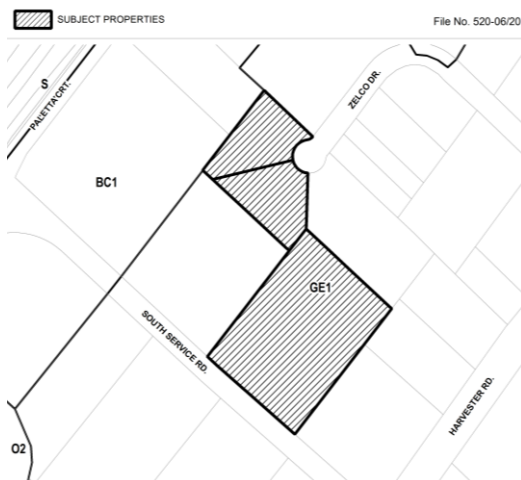 SUBJECT PROPERTIES
File No. 520-06/20
S
PALETTA CRT.
ZELCO DR.
BC1
GE1
SOUTH SERVICE RD.
HARVESTER RD.
O2